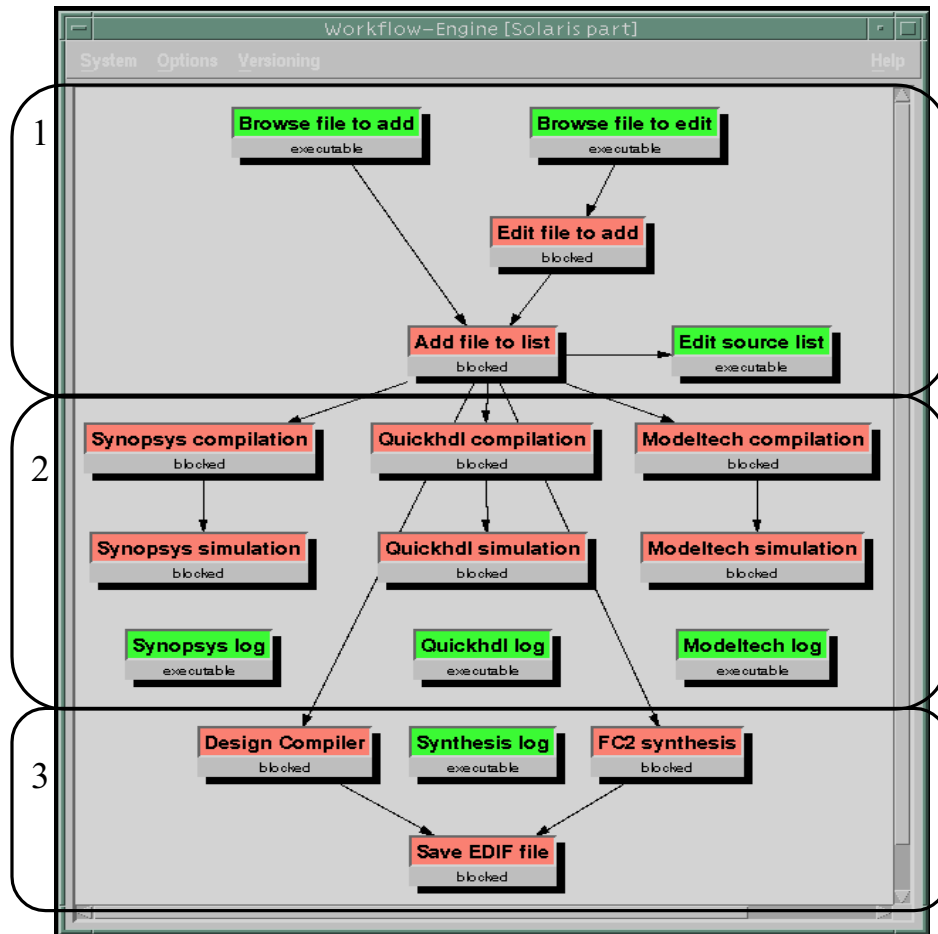 Workflow-Engine [Solaris part]
System Options Versioning Help
1
Browse file to add
executable
Browse file to edit
executable
Edit file to add
blocked
Add file to list
blocked
Edit source list
executable
2
Synopsys compilation
blocked
Quickhdl compilation
blocked
Modeltech compilation
blocked
Synopsys simulation
blocked
Quickhdl simulation
blocked
Modeltech simulation
blocked
Synopsys log
executable
Quickhdl log
executable
Modeltech log
executable
3
Design Compiler
blocked
Synthesis log
executable
FC2 synthesis
blocked
Save EDIF file
blocked